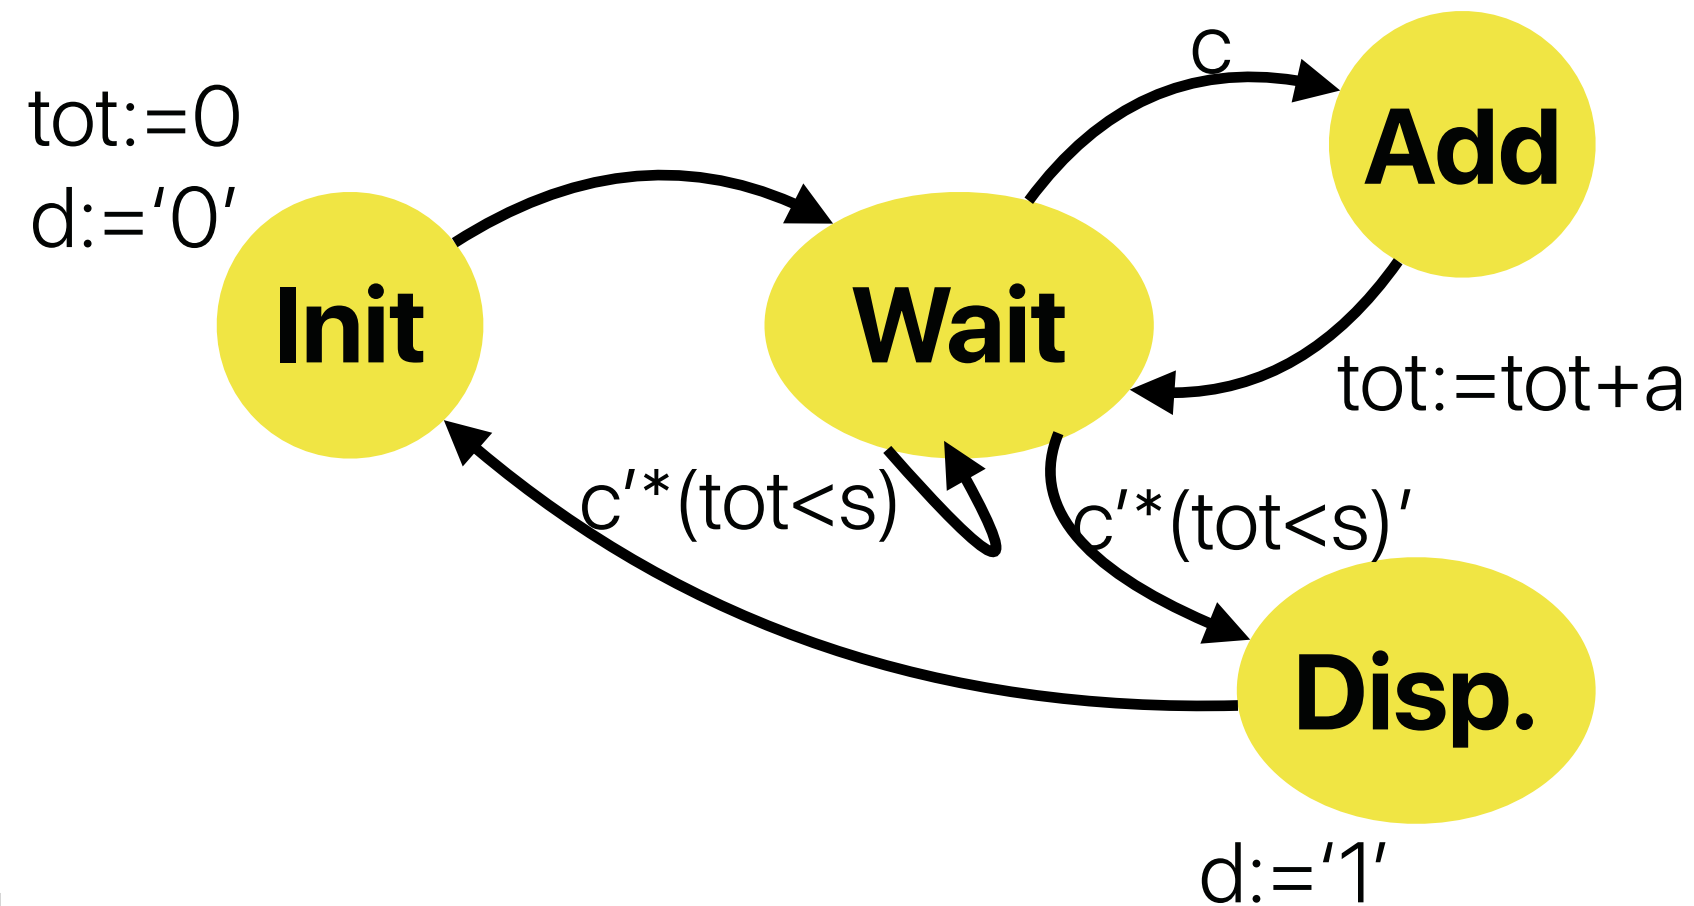 tot:=0
d:=‘0’
Init
Wait
c
Add
tot:=tot+a
c’*(tot<s)
c’*(tot<s)’
Disp.
d:=‘1’